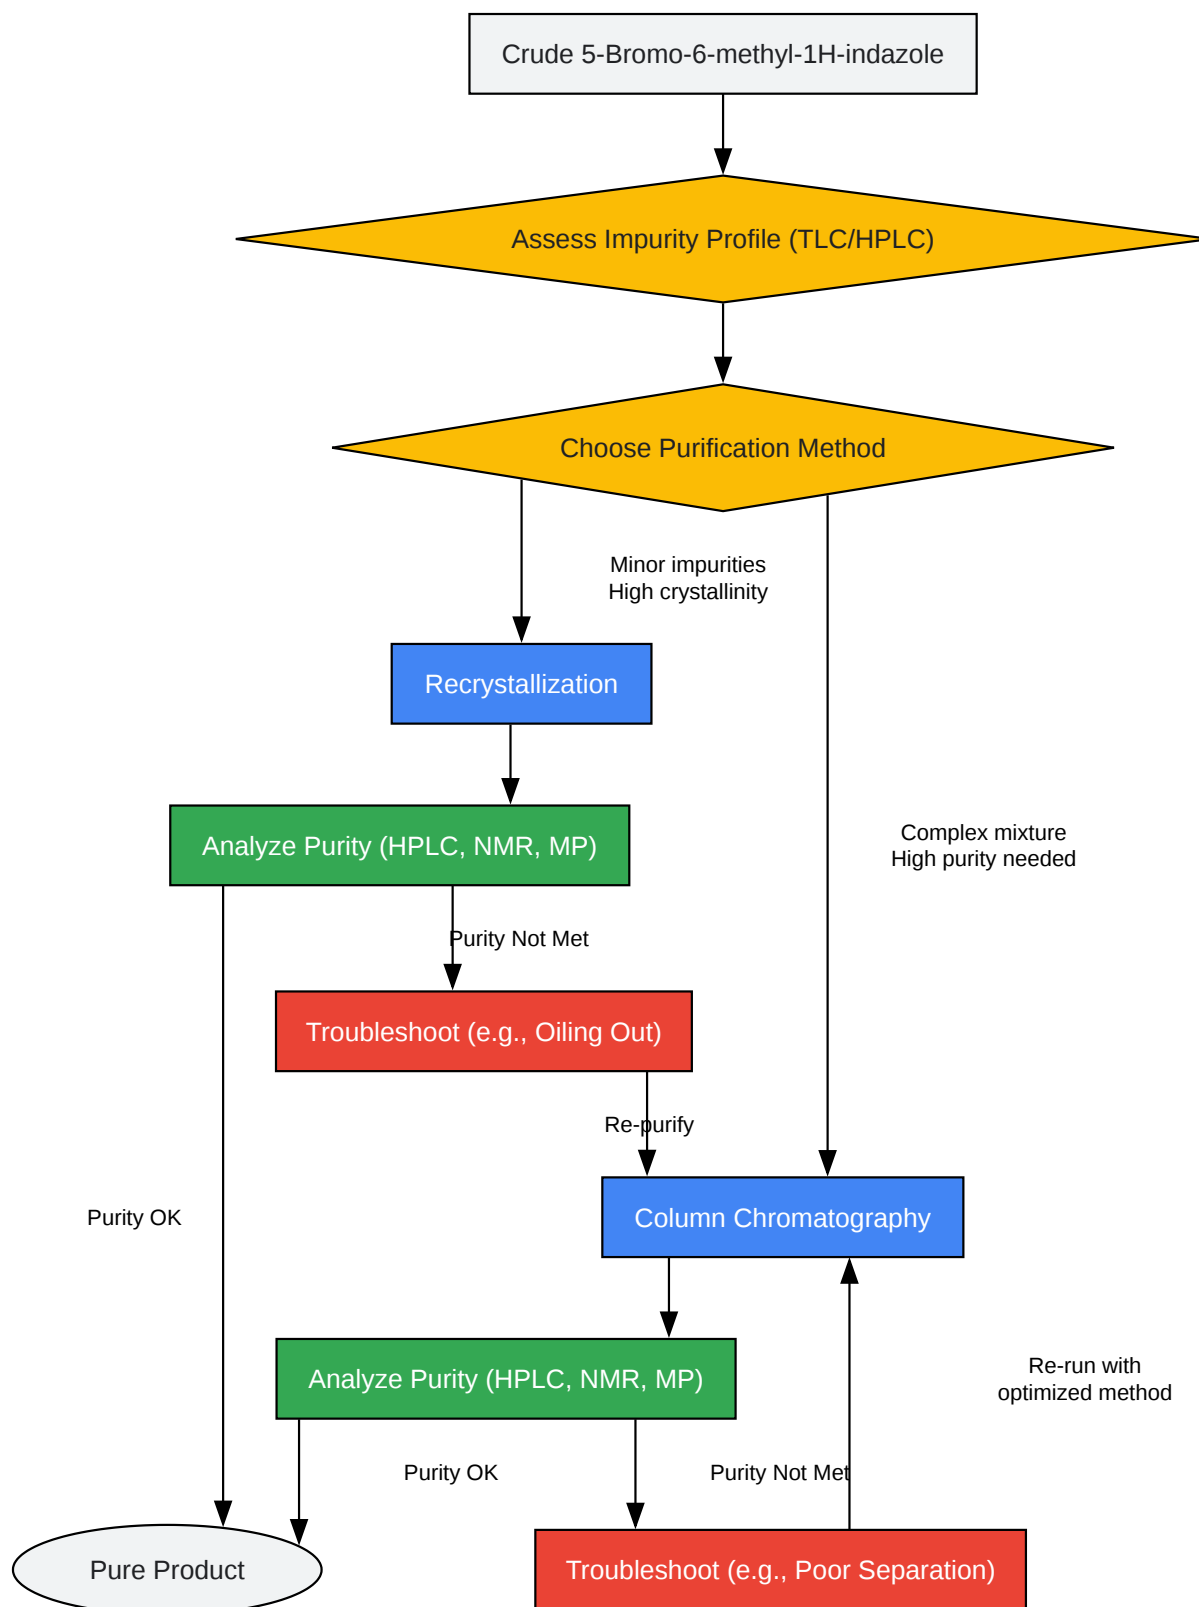 Crude 5-Bromo-6-methyl-1H-indazole
Assess Impurity Profile (TLC/HPLC)
Choose Purification Method
Minor impurities
High crystallinity
Recrystallization
Complex mixture
High purity needed
Analyze Purity (HPLC, NMR, MP)
Purity Not Met
Troubleshoot (e.g., Oiling Out)
Re-purify
Purity OK
Column Chromatography
Analyze Purity (HPLC, NMR, MP)
Re-run with
optimized method
Purity OK
Purity Not Met
Pure Product
Troubleshoot (e.g., Poor Separation)